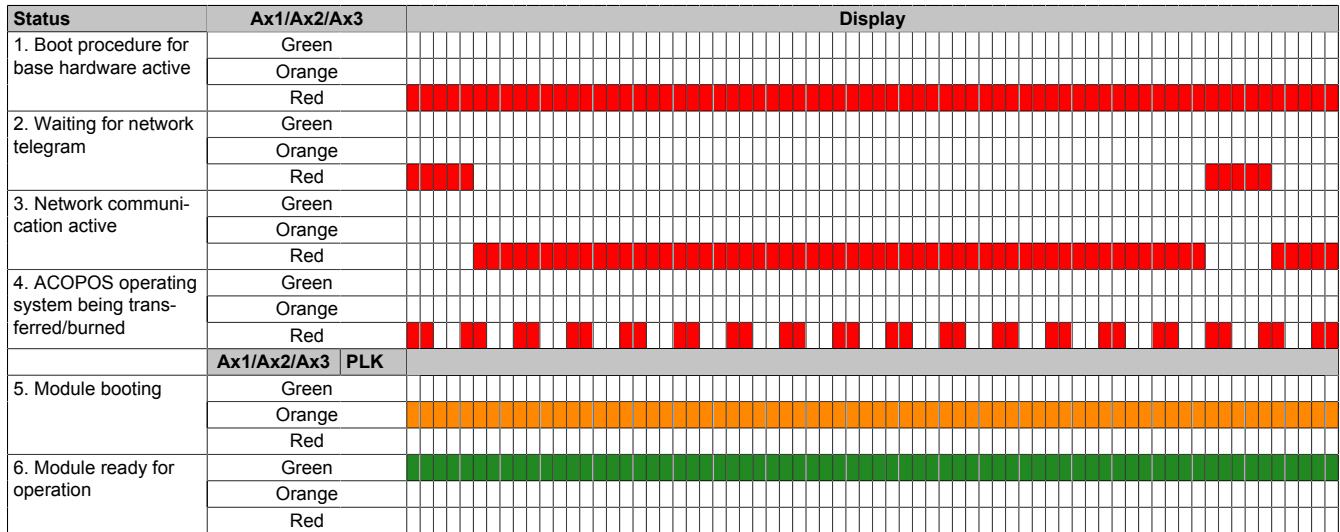 Status Ax1/Ax2/Ax3 Display
1. Boot procedure for
base hardware active
Green
Orange
Red
2. Waiting for network
telegram
Green
Orange
Red
3. Network communi-
cation active
Green
Orange
Red
4. ACOPOS operating
system being trans-
ferred/burned
Green
Orange
Red
Ax1/Ax2/Ax3 PLK
5. Module booting
Green
Orange
Red
6. Module ready for
operation
Green
Orange
Red